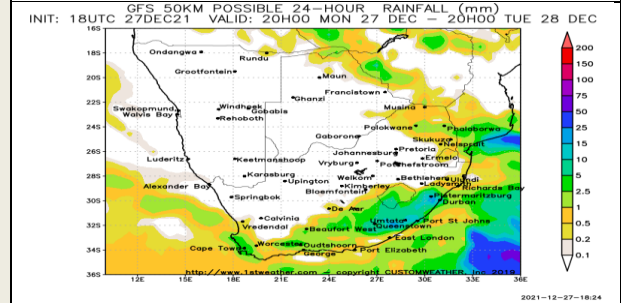 GFS 50KM POSSIBLE 24-HOUR RAINFALL (mm)
INIT: 18UTC 27DEC21 VALID: 20H00 MON 27 DEC - 20H00 TUE 28 DEC
16S
18S
20S
22S
24S
26S
28S
30S
32S
34S
36S
12E
15E
18E
21E
24E
27E
30E
33E
36E
Ondangwa
Rundu
Grootfontein
Maun
Francistown
Ghanzi
Musina
Windhoek
Gobabis
Swakopmund
Walvis Bay
Rehoboth
Polokwane
Phalaborwa
Gaborone
Skukuza
Nelspruit
Pretoria
Johannesburg
Luderitz
Keetmanshoop
Vryburg
Potchefstroom
Ermelo
Karasburg
Upington
Welkom
Bethlehem
Ulundi
Alexander Bay
Kimberley
Ladysmith
Bloemfontein
Richards Bay
Springbok
Pietermaritzburg
Durban
De Aar
Calvinia
Umtata
Port St Johns
Vredendal
Beaufort West
Queenstown
East London
Cape Town
Worcester
Oudtshoorn
George
Port Elizabeth
http://www.1stweather.com - copyright CUSTOMWEATHER, Inc 2019
200
150
100
75
50
25
15
10
5
2.5
1
0.5
0.2
0.1
2021-12-27-18:24